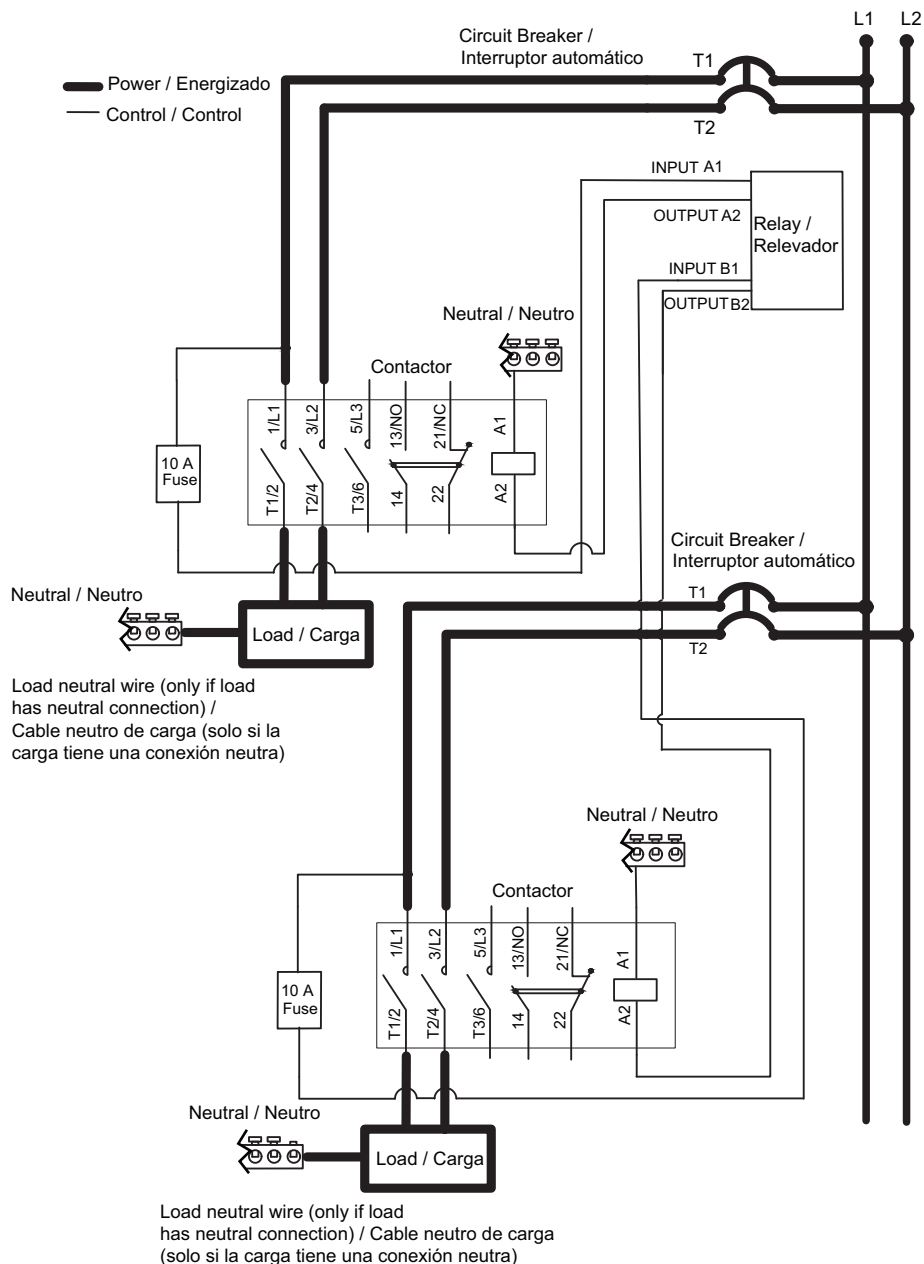 L1
L2
Circuit Breaker /
Interruptor automático
T1
Power / Energizado
Control / Control
T2
INPUT A1
OUTPUT A2
Relay /
Relevador
INPUT B1
OUTPUT B2
Neutral / Neutro
Contactor
1/L1
3/L2
5/L3
13/NO
21/NC
A1
10 A
Fuse
T1/2
T2/4
T3/6
14
22
A2
Circuit Breaker /
Interruptor automático
Neutral / Neutro
T1
Load / Carga
T2
Load neutral wire (only if load
has neutral connection) /
Cable neutro de carga (solo si la
carga tiene una conexión neutra)
Neutral / Neutro
Contactor
1/L1
3/L2
5/L3
13/NO
21/NC
A1
10 A
Fuse
T1/2
T2/4
T3/6
14
22
A2
Neutral / Neutro
Load / Carga
Load neutral wire (only if load
has neutral connection) / Cable neutro de carga
(solo si la carga tiene una conexión neutra)